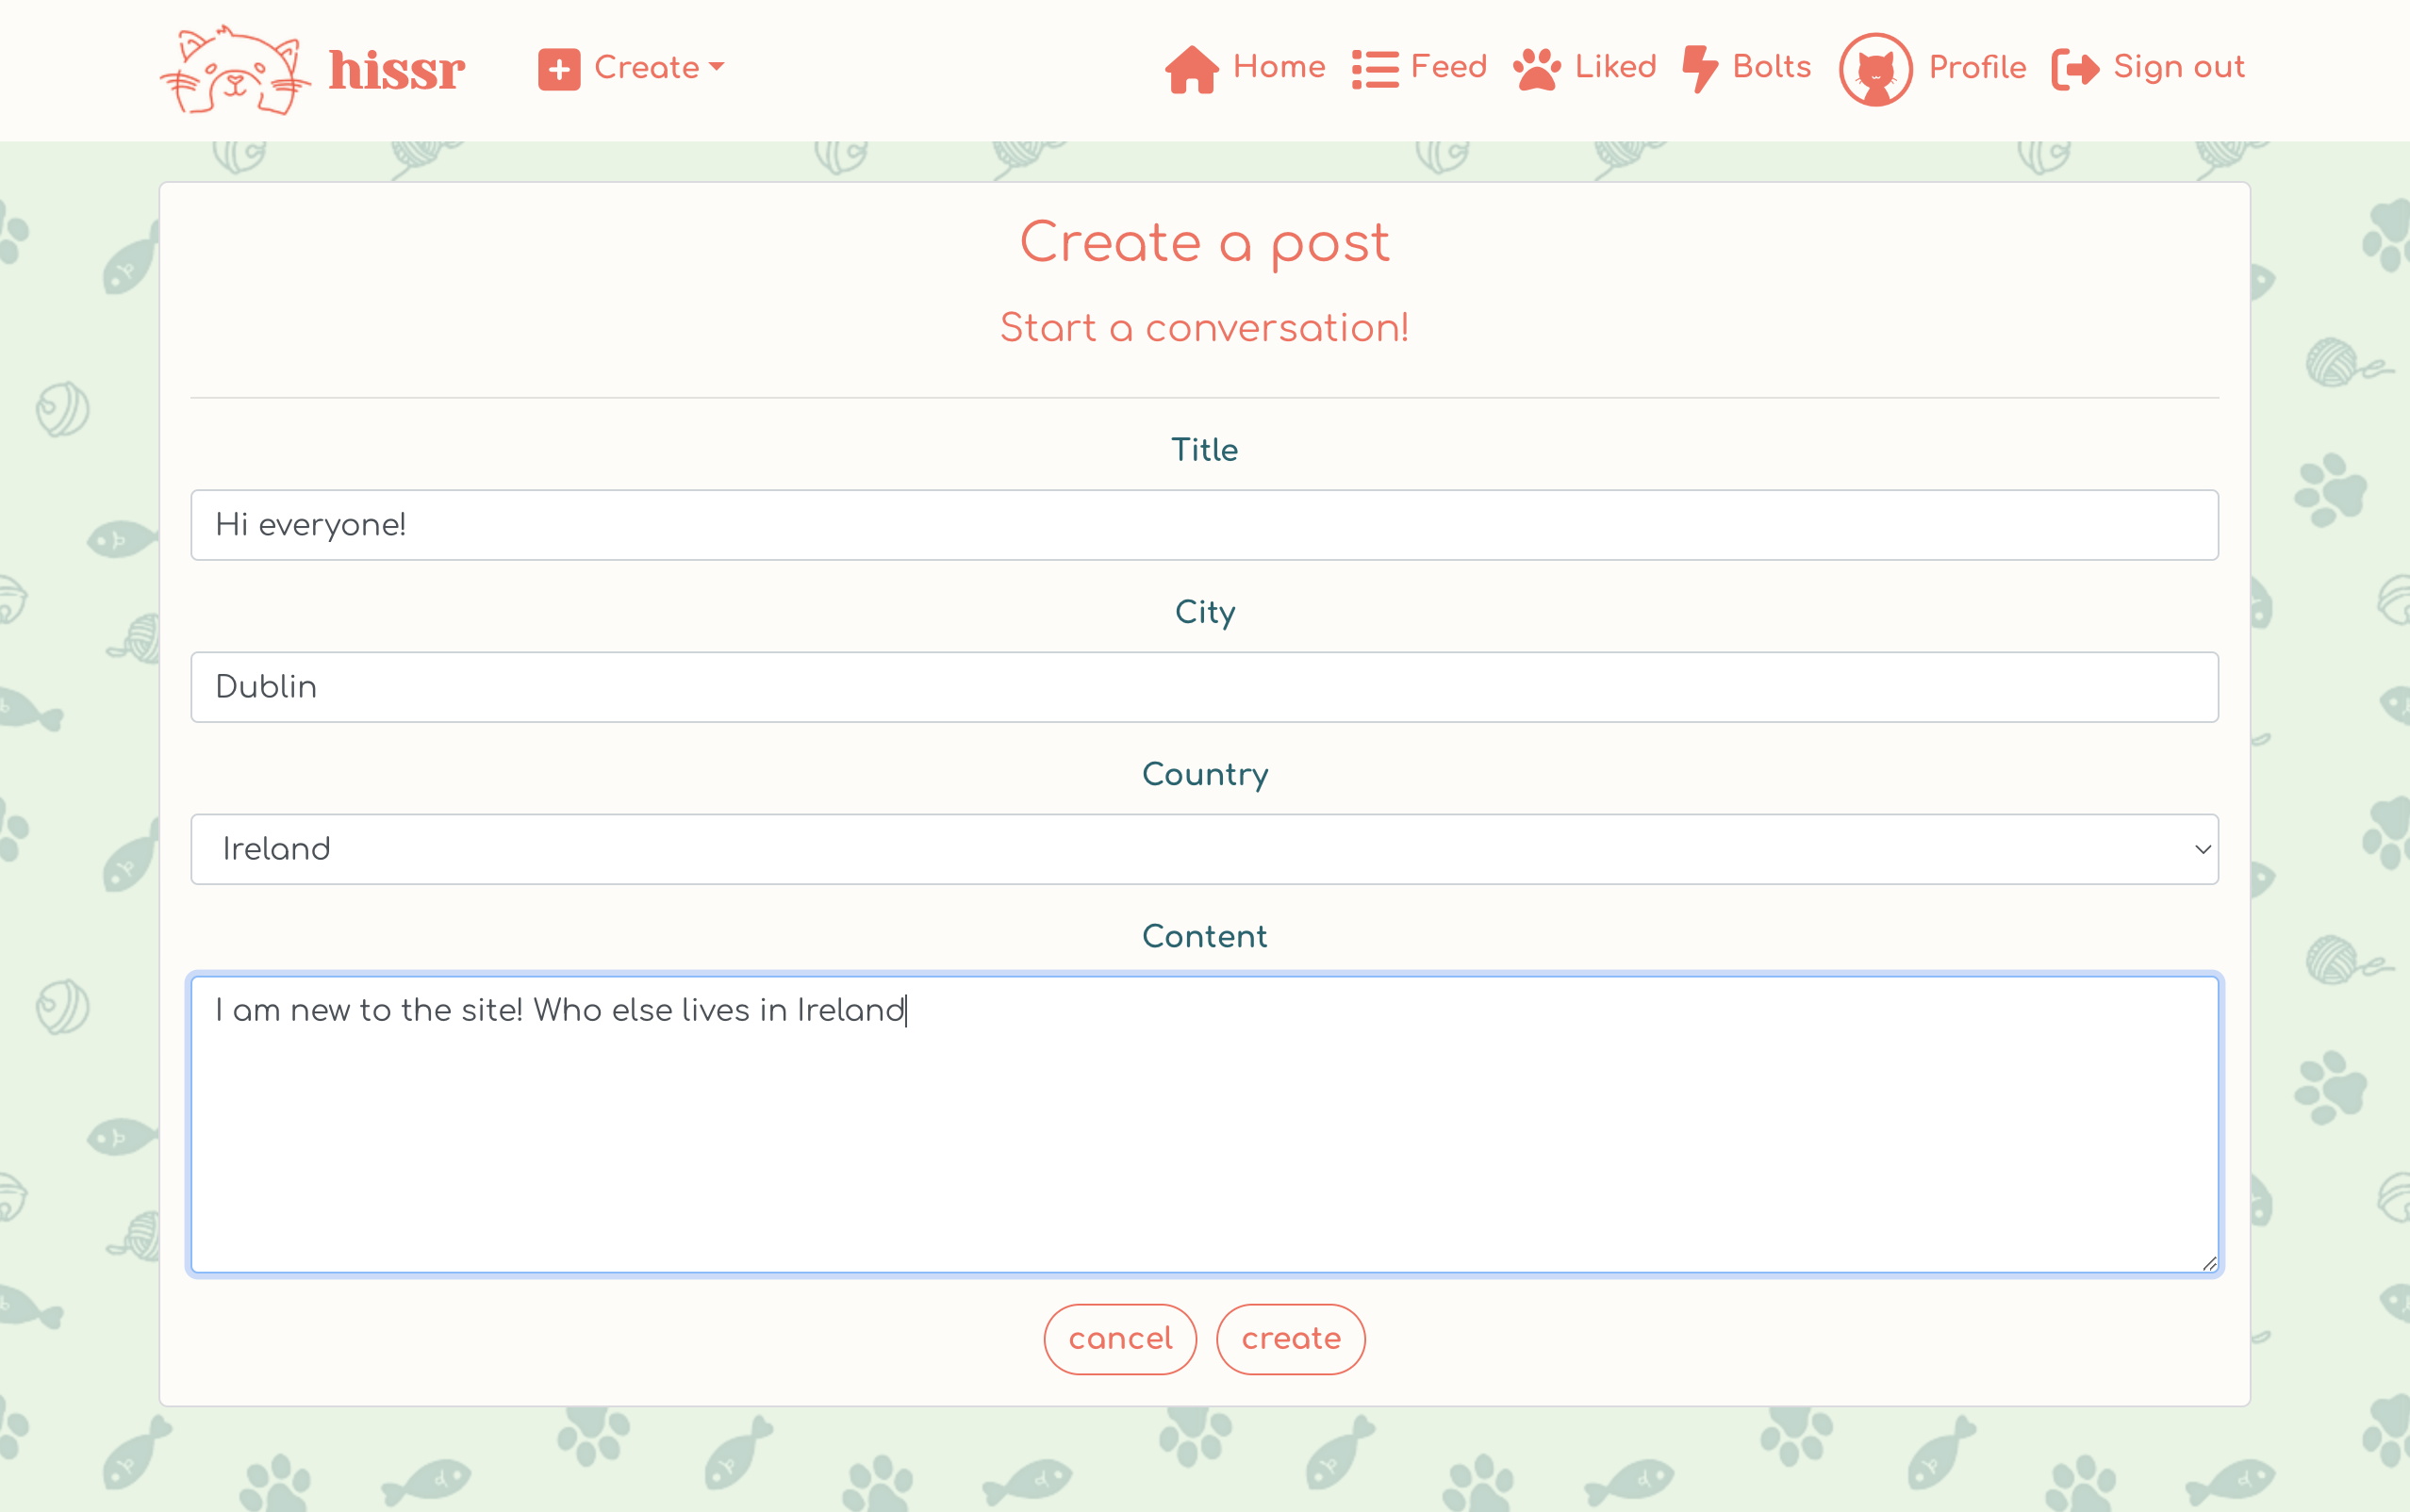 hissr Create Home Feed Liked Bolts Profile Sign out
Create a post
Start a conversation!
Title
Hi everyone!
City
Dublin
Country
Ireland
Content
I am new to the site! Who else lives in Ireland
cancel create